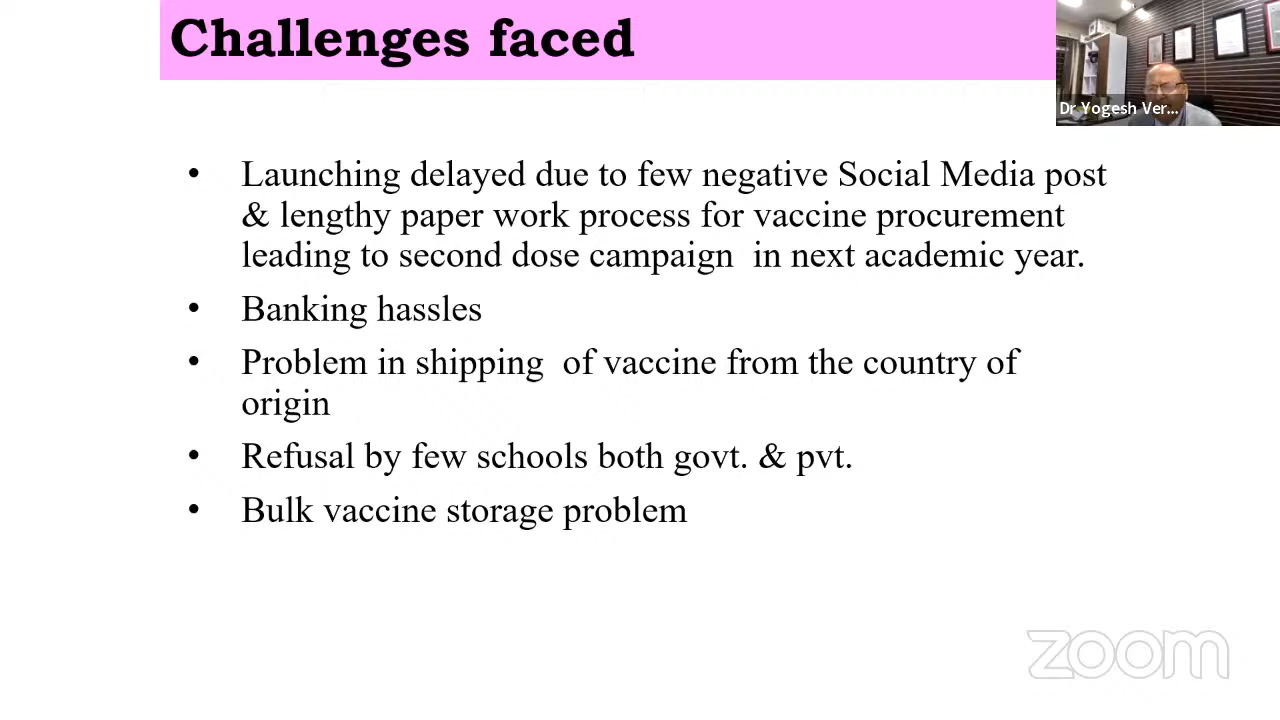 Challenges faced
Dr Yogesh Ver...
• Launching delayed due to few negative Social Media post
& lengthy paper work process for vaccine procurement
leading to second dose campaign in next academic year.
• Banking hassles
• Problem in shipping of vaccine from the country of
origin
• Refusal by few schools both govt. & pvt.
• Bulk vaccine storage problem
zoom